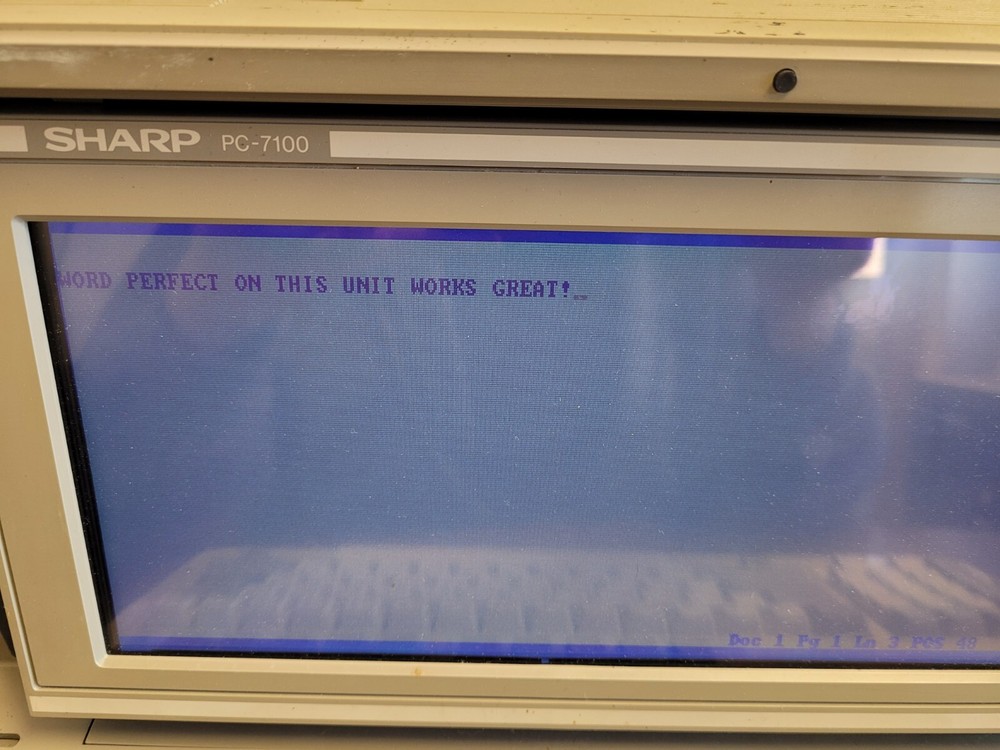 SHARP PC-7100
WORD PERFECT ON THIS UNIT WORKS GREAT!_
Doc 1 Pg 1 Ln 3 POS 48